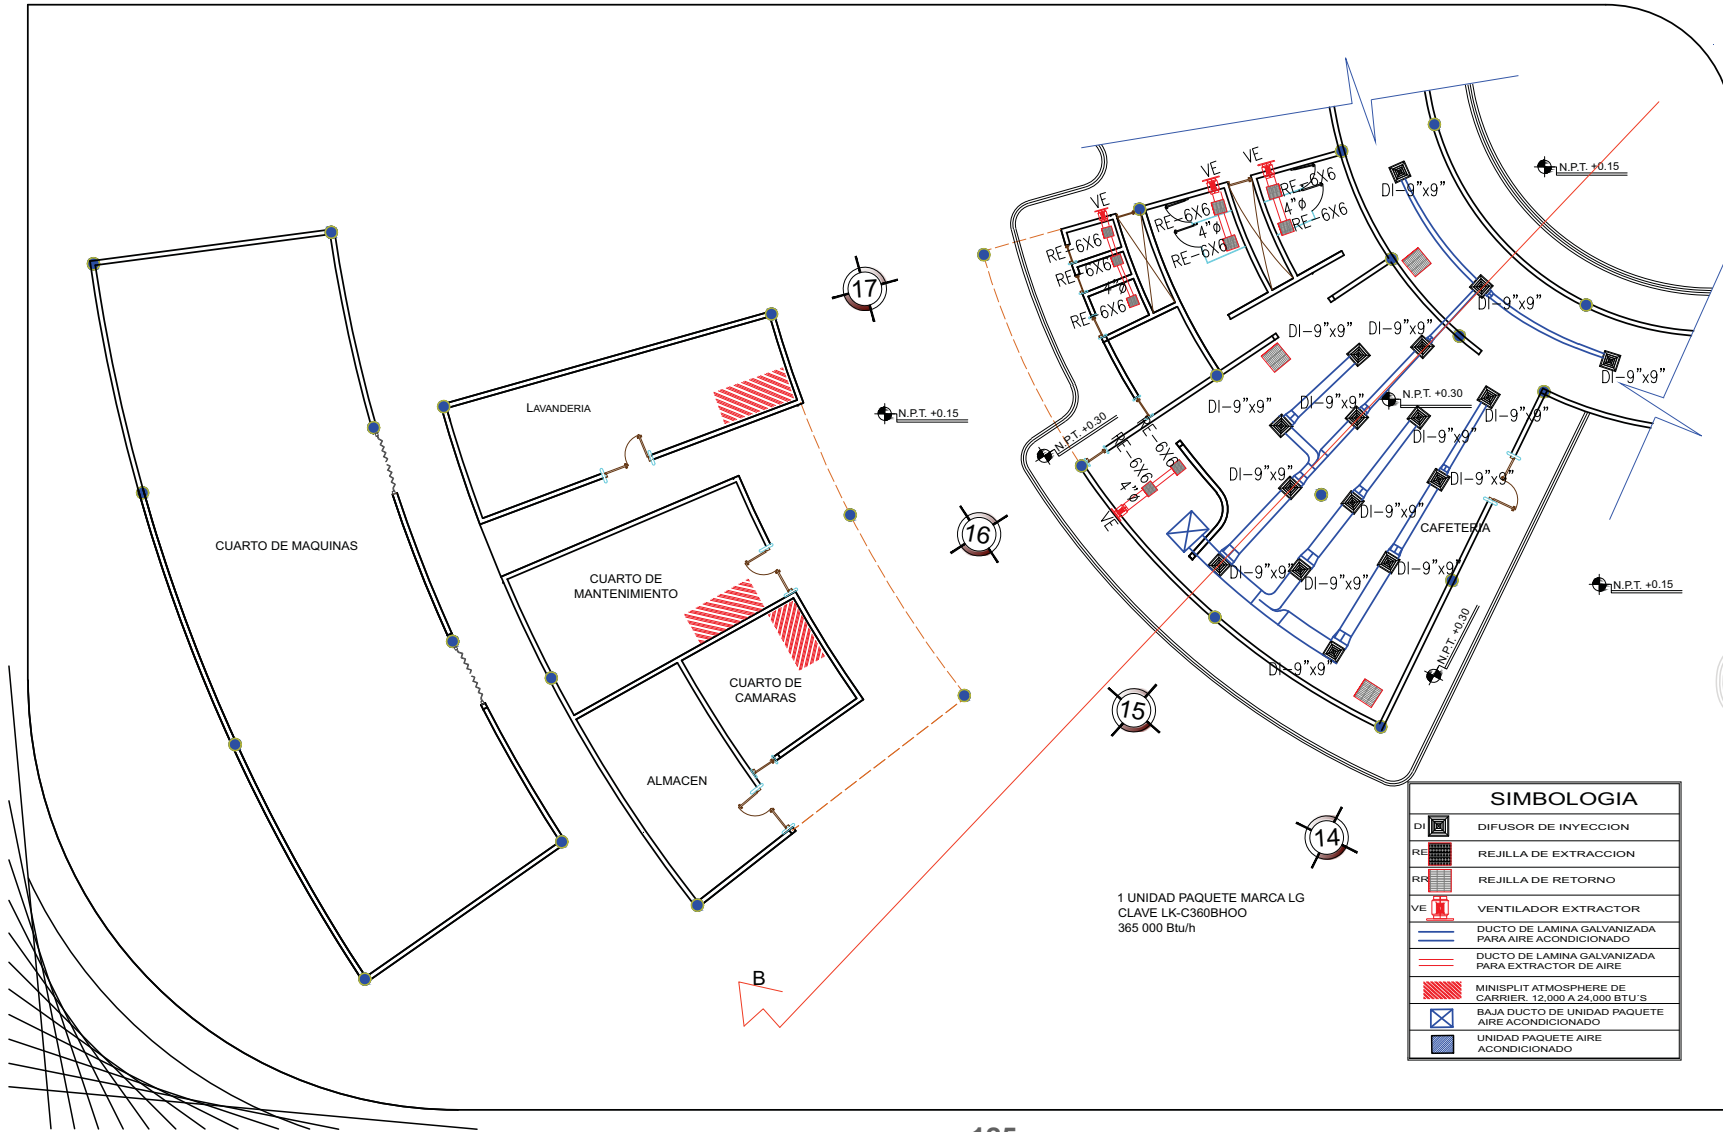 VE
VE
VE
RE-6X6
RE-6X6
RE-6X6
RE-6X6
RE-6X6
4"ø
4"ø
4"ø
RE-6X6
RE-6X6
DI-9"x9"
N.P.T. +0.15
17
DI-9"x9"
DI-9"x9"
DI-9"x9"
DI-9"x9"
N.P.T. +0.30
DI-9"x9"
DI-9"x9"
DI-9"x9"
DI-9"x9"
LAVANDERIA
N.P.T. +0.15
N.P.T. +0.30
RE-6X6
RE-6X6
4"ø
VE
DI-9"x9"
DI-9"x9"
DI-9"x9"
CAFETERIA
16
CUARTO DE MAQUINAS
CUARTO DE
MANTENIMIENTO
DI-9"x9"
DI-9"x9"
DI-9"x9"
N.P.T. +0.15
N.P.T. +0.30
DI-9"x9"
CUARTO DE
CAMARAS
15
ALMACEN
14
1 UNIDAD PAQUETE MARCA LG
CLAVE LK-C360BHOO
365 000 Btu/h
B
SIMBOLOGIA
DI DIFUSOR DE INYECCION
RE REJILLA DE EXTRACCION
RR REJILLA DE RETORNO
VE VENTILADOR EXTRACTOR
DUCTO DE LAMINA GALVANIZADA
PARA AIRE ACONDICIONADO
DUCTO DE LAMINA GALVANIZADA
PARA EXTRACTOR DE AIRE
MINISPLIT ATMOSPHERE DE
CARRIER. 12,000 A 24,000 BTU'S
BAJA DUCTO DE UNIDAD PAQUETE
AIRE ACONDICIONADO
UNIDAD PAQUETE AIRE
ACONDICIONADO